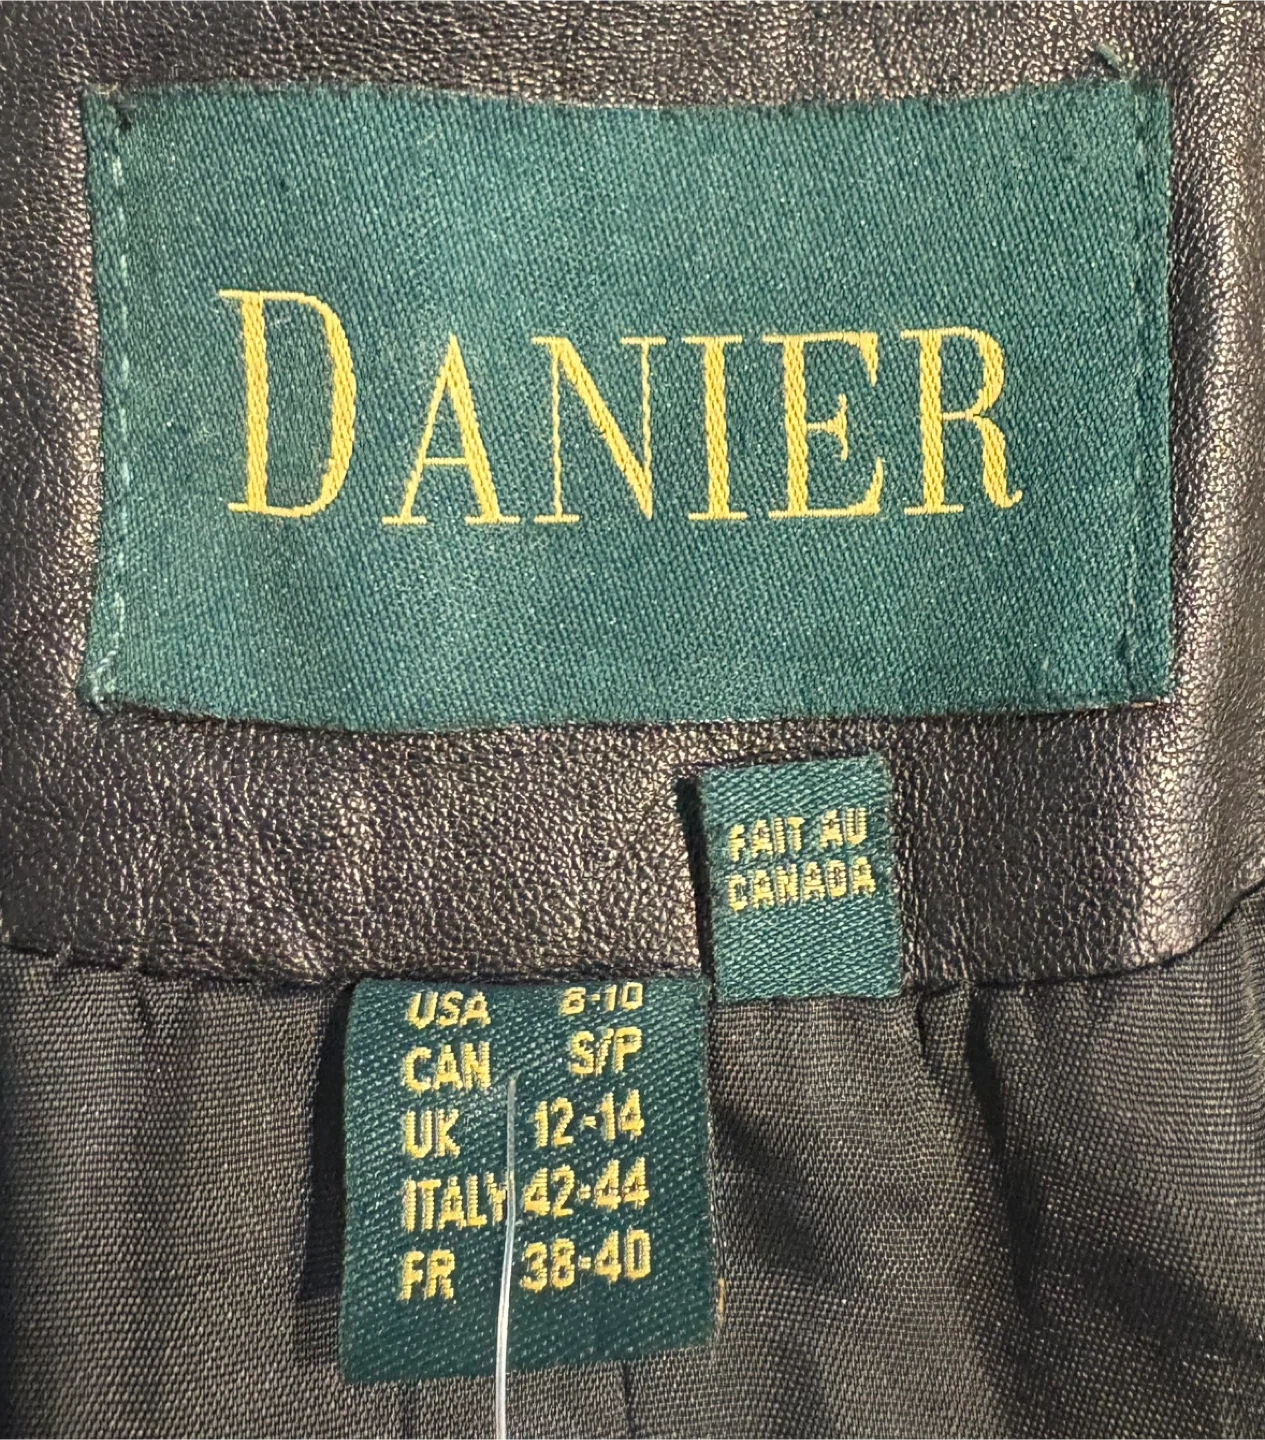 DANIER
FAIT AU
CANADA
USA 8-10
CAN S/P
UK 12-14
ITALY 42-44
FR 38-40